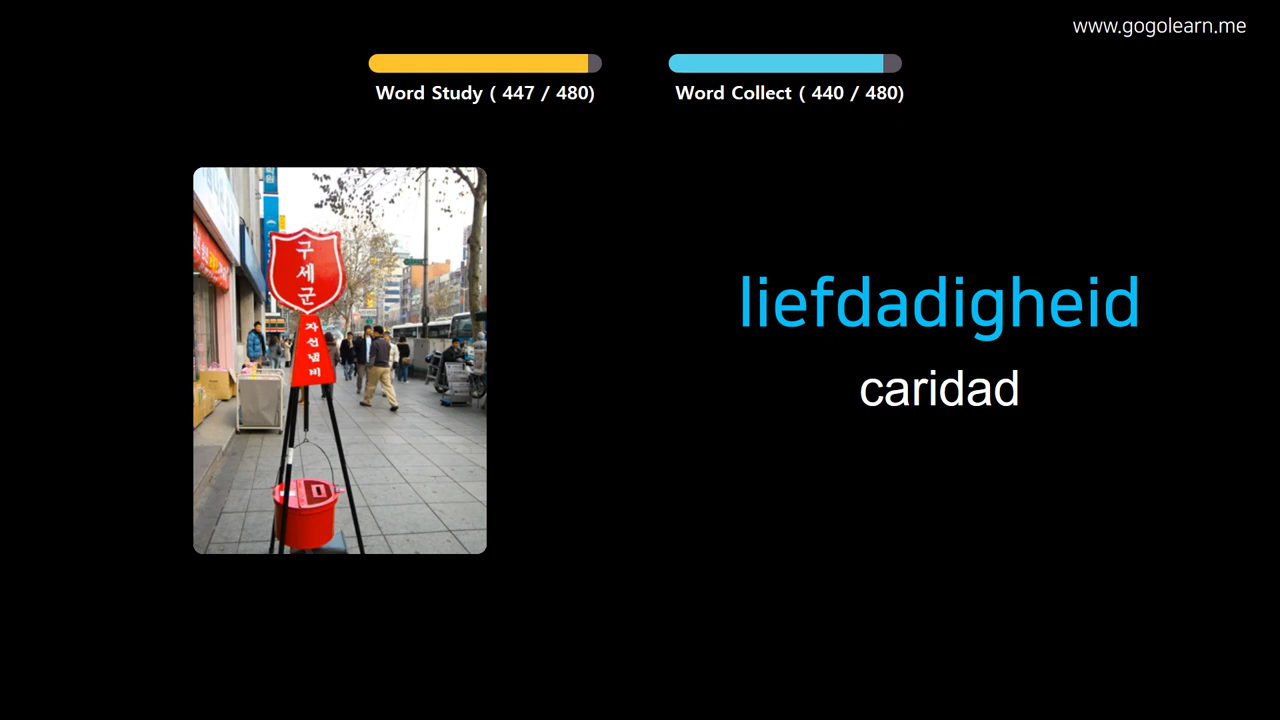 www.gogolearn.me
Word Study ( 447 / 480)
Word Collect ( 440 / 480)
구
세
군
자
선
냄
비
liefdadigheid
caridad